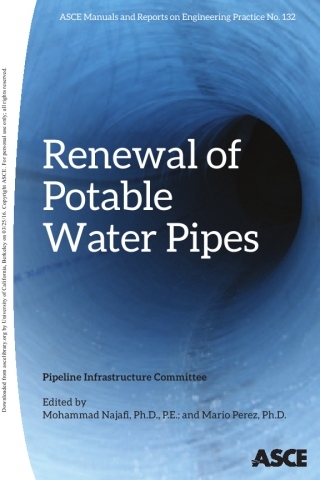 ASCE Manuals and Reports on Engineering Practice No. 132
Downloaded from ascelibrary.org by University of California, Berkeley on 07/25/16. Copyright ASCE. For personal use only; all rights reserved.
Renewal of
Potable
Water Pipes
Pipeline Infrastructure Committee
Edited by
Mohammad Najafi, Ph.D., P.E.; and Mario Perez, Ph.D.
ASCE